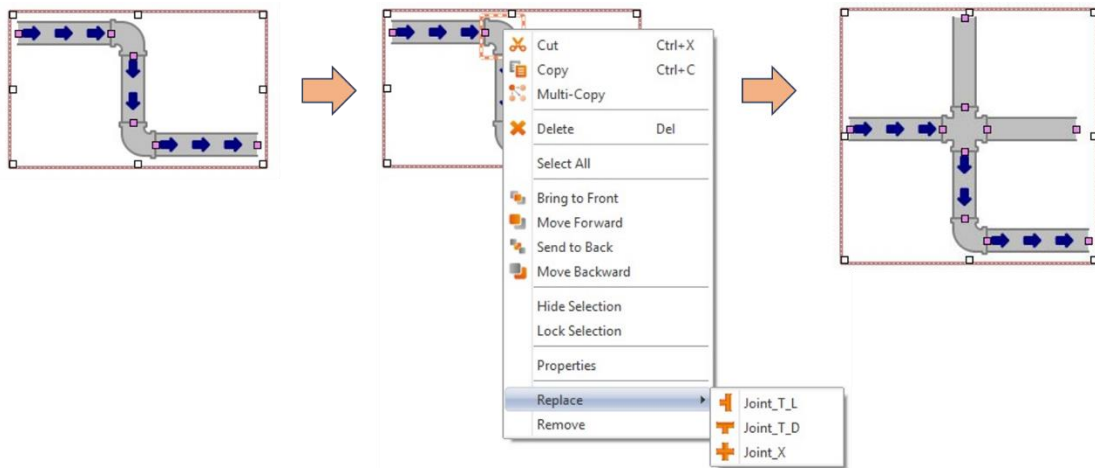 Cut Ctrl+X
Copy Ctrl+C
Multi-Copy
Delete Del
Select All
Bring to Front
Move Forward
Send to Back
Move Backward
Hide Selection
Lock Selection
Properties
Replace
Remove
Joint_T_L
Joint_T_D
Joint_X